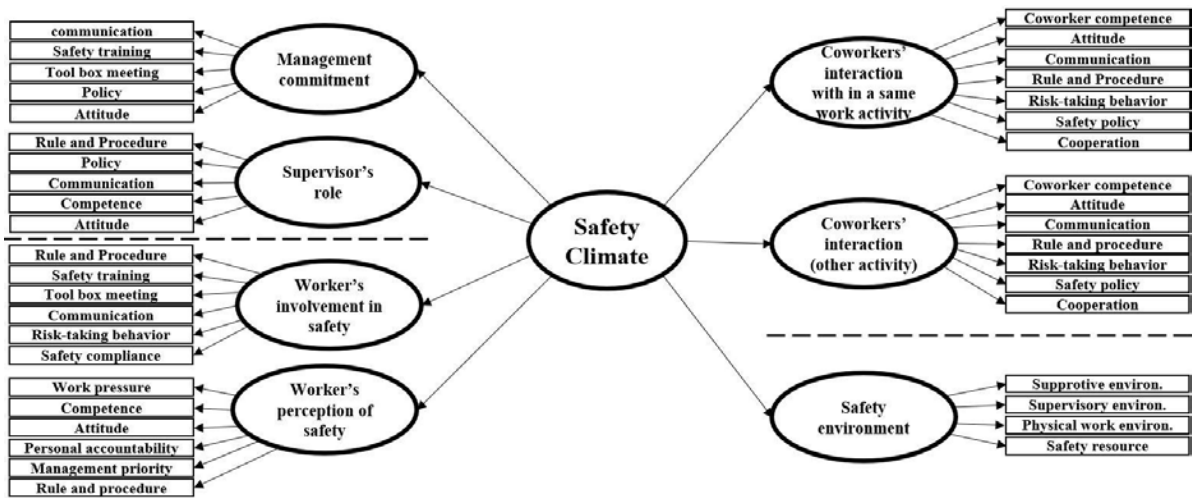 communication
Safety training
Tool box meeting
Policy
Attitude
Management
commitment
Rule and Procedure
Policy
Communication
Competence
Attitude
Supervisor's
role
Rule and Procedure
Safety training
Tool box meeting
Communication
Risk-taking behavior
Safety compliance
Worker's
involvement in
safety
Work pressure
Competence
Attitude
Personal accountability
Management priority
Rule and procedure
Worker's
perception of
safety
Safety
Climate
Coworkers'
interaction
with in a same
work activity
Coworker competence
Attitude
Communication
Rule and Procedure
Risk-taking behavior
Safety policy
Cooperation
Coworkers'
interaction
(other activity)
Coworker competence
Attitude
Communication
Rule and procedure
Risk-taking behavior
Safety policy
Cooperation
Safety
environment
Supprotive environ.
Supervisory environ.
Physical work environ.
Safety resource